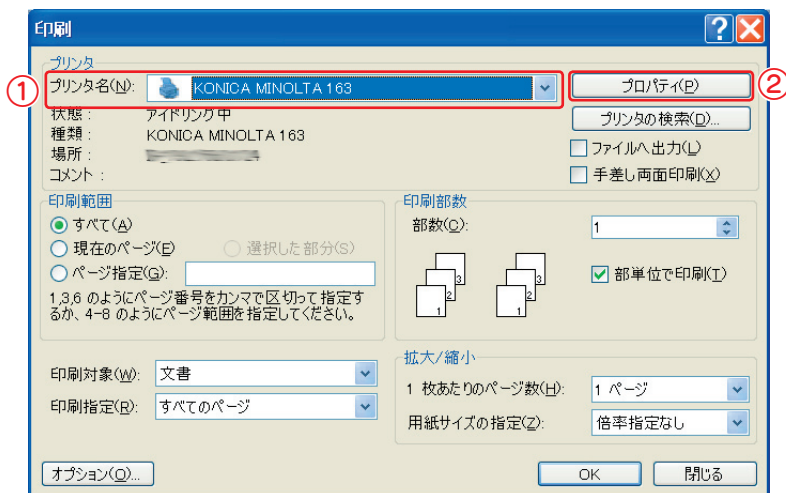 印刷
プリンタ
① プリンタ名(N): KONICA MINOLTA 163 プロパティ(P) ②
状態 : アイドリング中 プリンタの検索(D)...
種類 : KONICA MINOLTA 163
場所 : ファイルへ出力(L)
コメント : 手差し両面印刷(X)
印刷範囲
すべて(A)
現在のページ(E) 選択した部分(S)
ページ指定(G):
1,3,6 のようにページ番号をカンマで区切って指定す
るか、4-8 のようにページ範囲を指定してください。
印刷部数
部数(C): 1
3 3
2 2
1 1
部単位で印刷(T)
印刷対象(W): 文書
印刷指定(R): すべてのページ
拡大/縮小
1 枚あたりのページ数(H): 1 ページ
用紙サイズの指定(Z): 倍率指定なし
オプション(O)... OK 閉じる